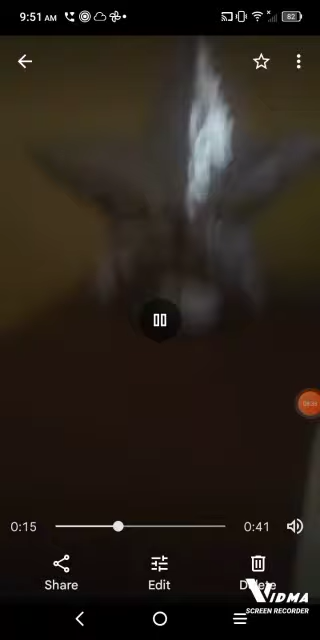 9:51 AM
82
0:15
0:41
Share
Edit
Delete
VIDMA
SCREEN RECORDER